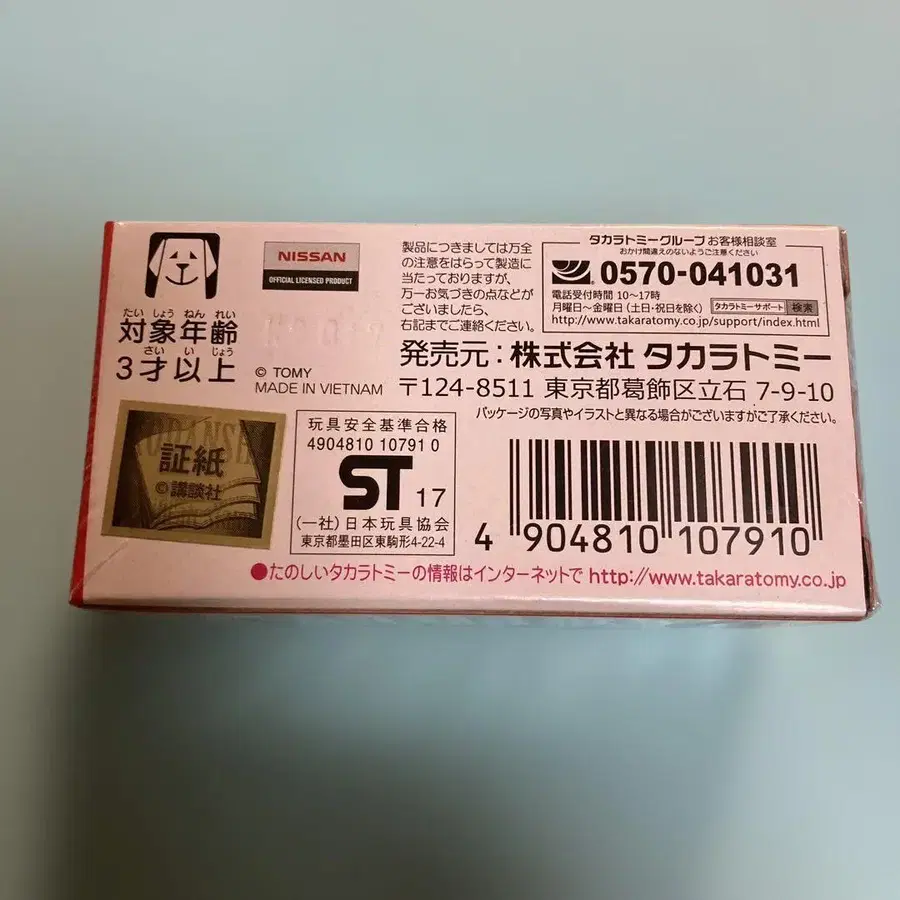 たい しょう ねん れい
対象年齢
さい い じょう
3才以上
NISSAN
OFFICIAL LICENSED PRODUCT
© TOMY
MADE IN VIETNAM
製品につきましては万全
の注意をはらって製造に
当たっておりますが、
万一お気づきの点などが
ございましたら、
右記までご連絡ください。
タカラトミーグループ お客様相談室
おかけ間違えのないようご注意ください
0570-041031
電話受付時間 10〜17時
月曜日〜金曜日 (土日・祝日を除く) タカラトミーサポート 検索
http://www.takaratomy.co.jp/support/index.html
発売元:株式会社 タカラトミー
〒124-8511 東京都葛飾区立石 7-9-10
パッケージの写真やイラストと異なる場合がございますがご了承ください。
証紙
©講談社
玩具安全基準合格
4904810 10791 0
ST 17
(一社)日本玩具協会
東京都墨田区東駒形4-22-4
4 904810 107910
●たのしいタカラトミーの情報はインターネットで http://www.takaratomy.co.jp